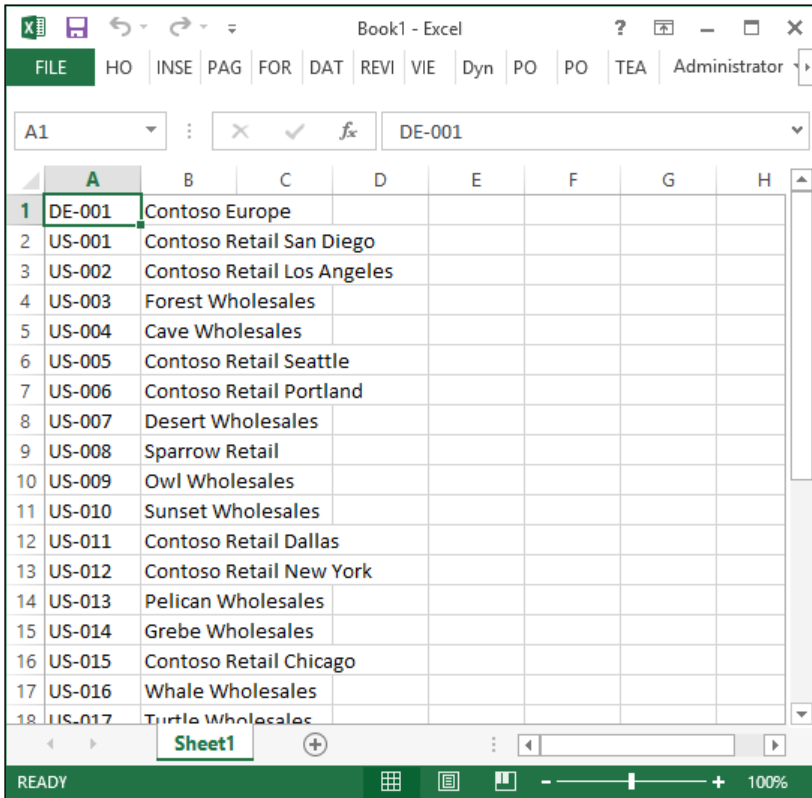 Book1 - Excel ?
FILE HO INSE PAG FOR DAT REVI VIE Dyn PO PO TEA Administrator
A1 fx DE-001
A B C D E F G H
1 DE-001 Contoso Europe
2 US-001 Contoso Retail San Diego
3 US-002 Contoso Retail Los Angeles
4 US-003 Forest Wholesales
5 US-004 Cave Wholesales
6 US-005 Contoso Retail Seattle
7 US-006 Contoso Retail Portland
8 US-007 Desert Wholesales
9 US-008 Sparrow Retail
10 US-009 Owl Wholesales
11 US-010 Sunset Wholesales
12 US-011 Contoso Retail Dallas
13 US-012 Contoso Retail New York
14 US-013 Pelican Wholesales
15 US-014 Grebe Wholesales
16 US-015 Contoso Retail Chicago
17 US-016 Whale Wholesales
18 US-017 Turtle Wholesales
Sheet1
READY 100%